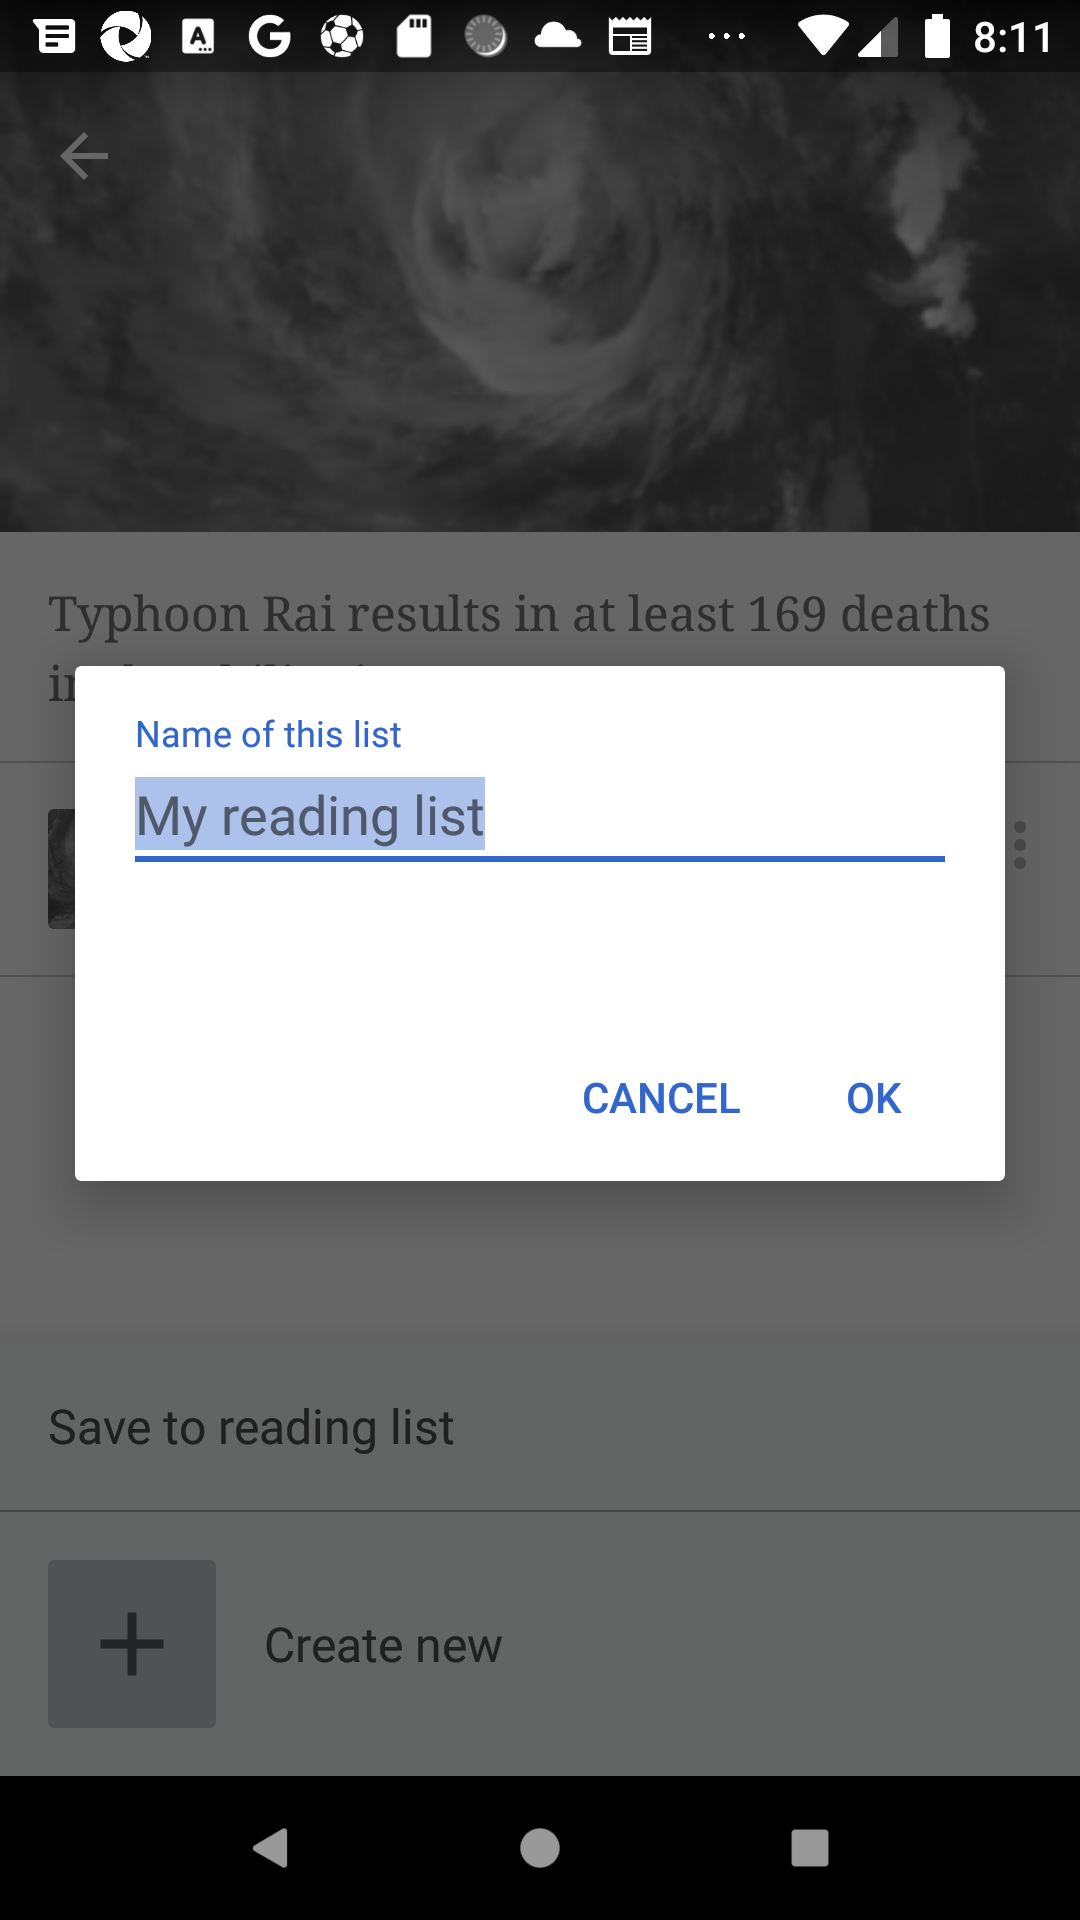 8:11
Typhoon Rai results in at least 169 deaths
Name of this list
My reading list
CANCEL OK
Save to reading list
Create new